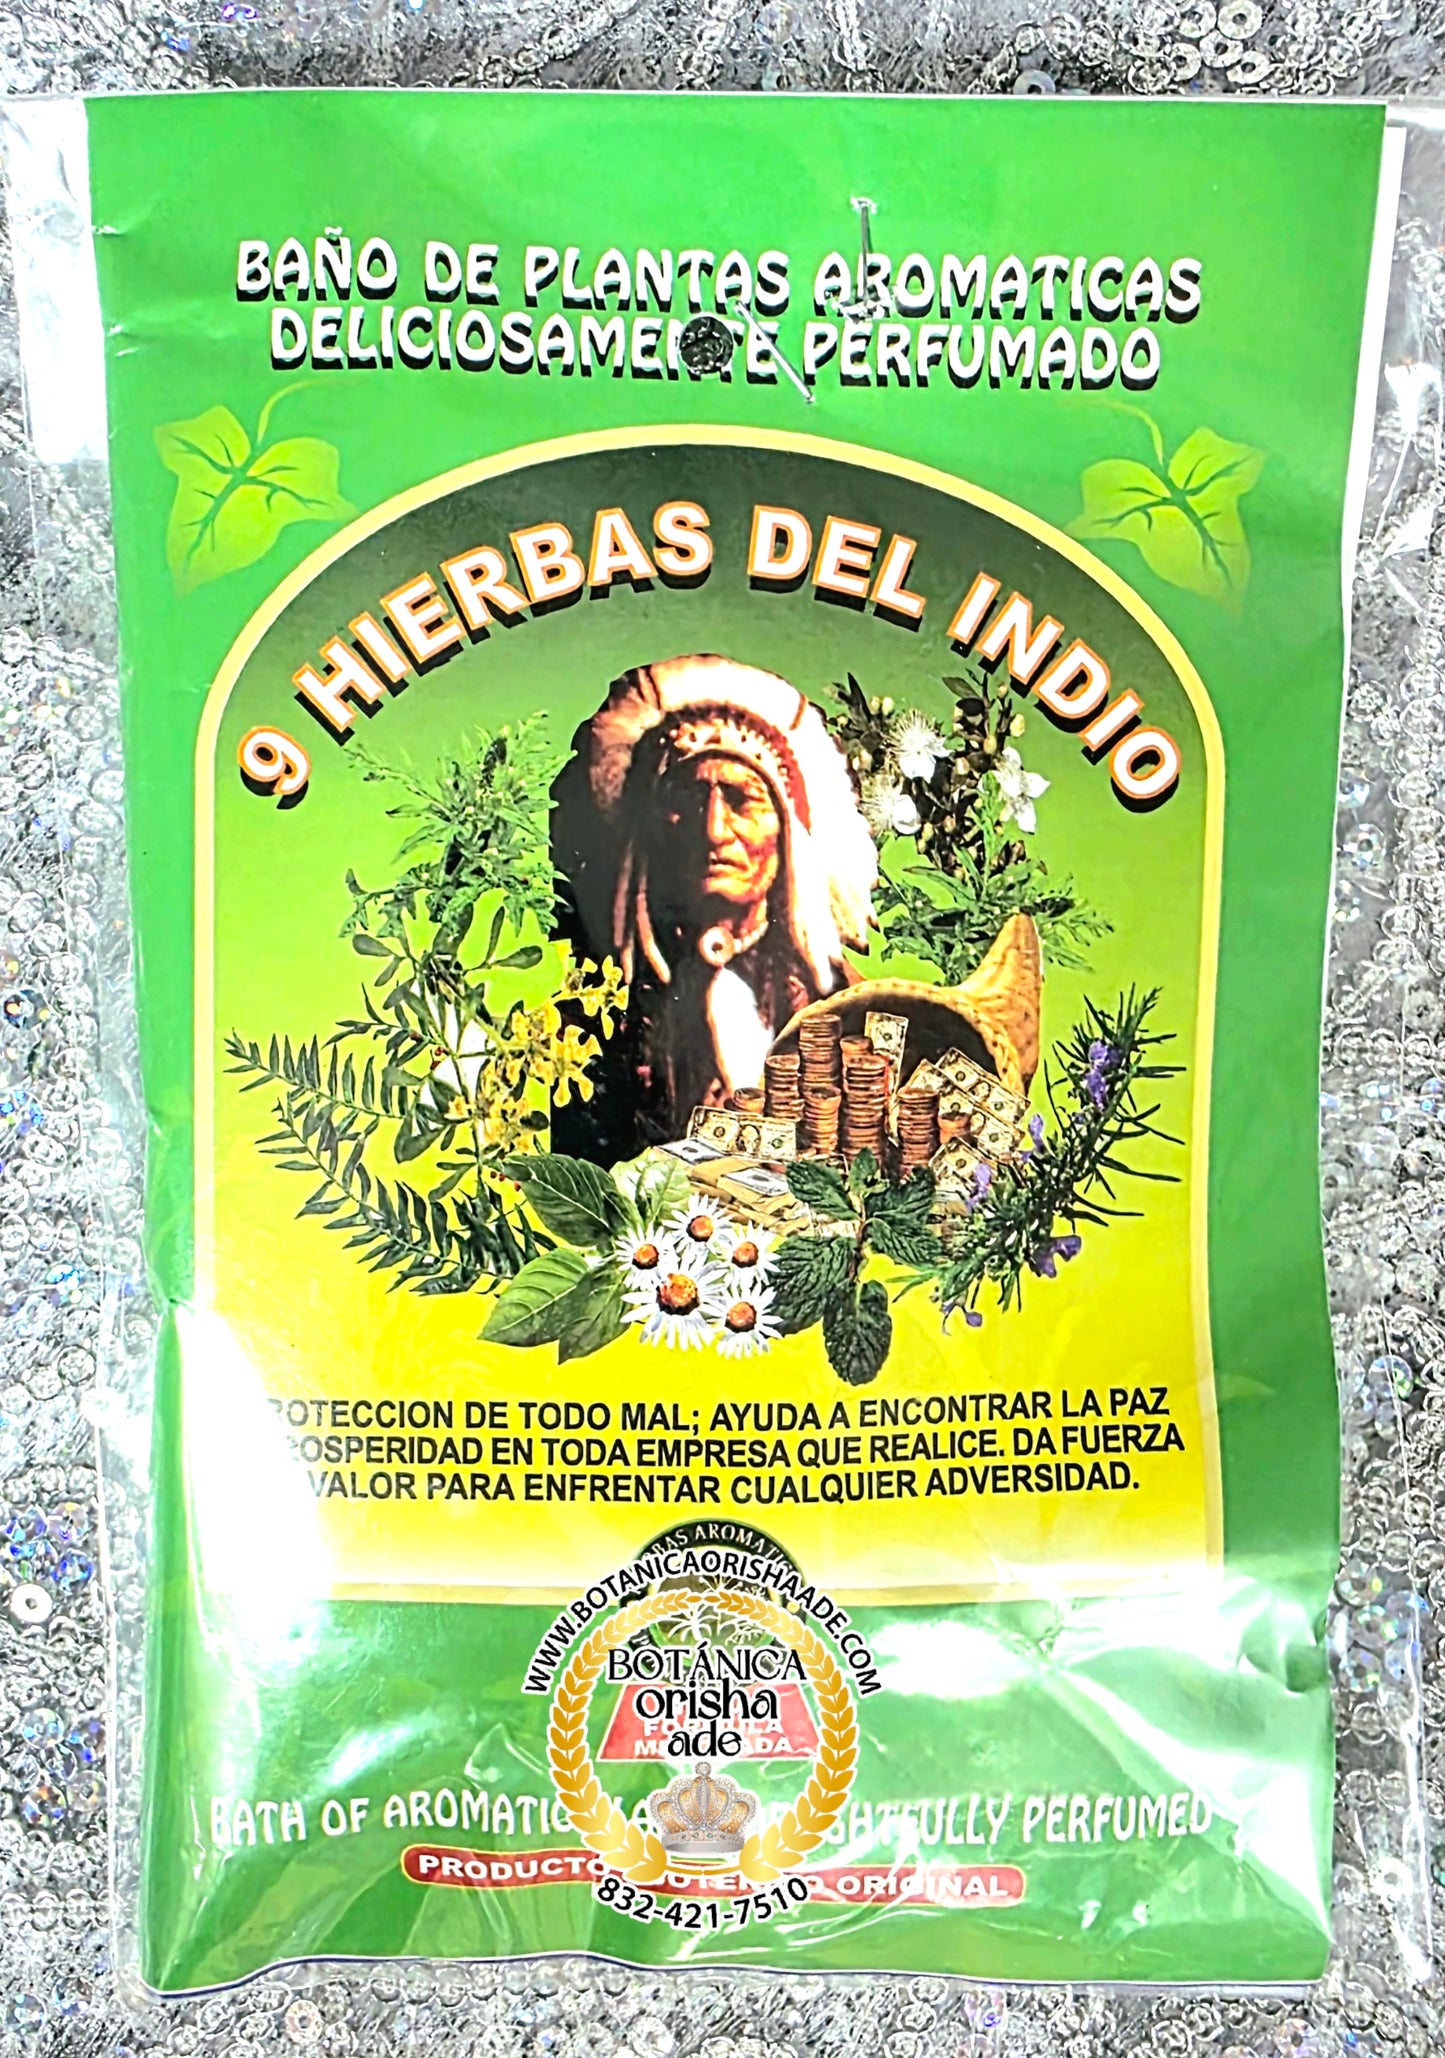 BAÑO DE PLANTAS AROMATICAS
DELICIOSAMENTE PERFUMADO
9 HIERBAS DEL INDIO
DE TODO MAL; AYUDA A ENCONTRAR LA PAZ
EN TODA EMPRESA QUE REALICE. DA FUERZA
VALOR PARA ENFRENTAR CUALQUIER ADVERSIDAD.
WWW.BOTANICAORISHAADE.COM
BOTÁNICA
orisha
ade
BATH OF AROMATIC PERFUMED
PRODUCTO ORIGINAL
832-421-7510